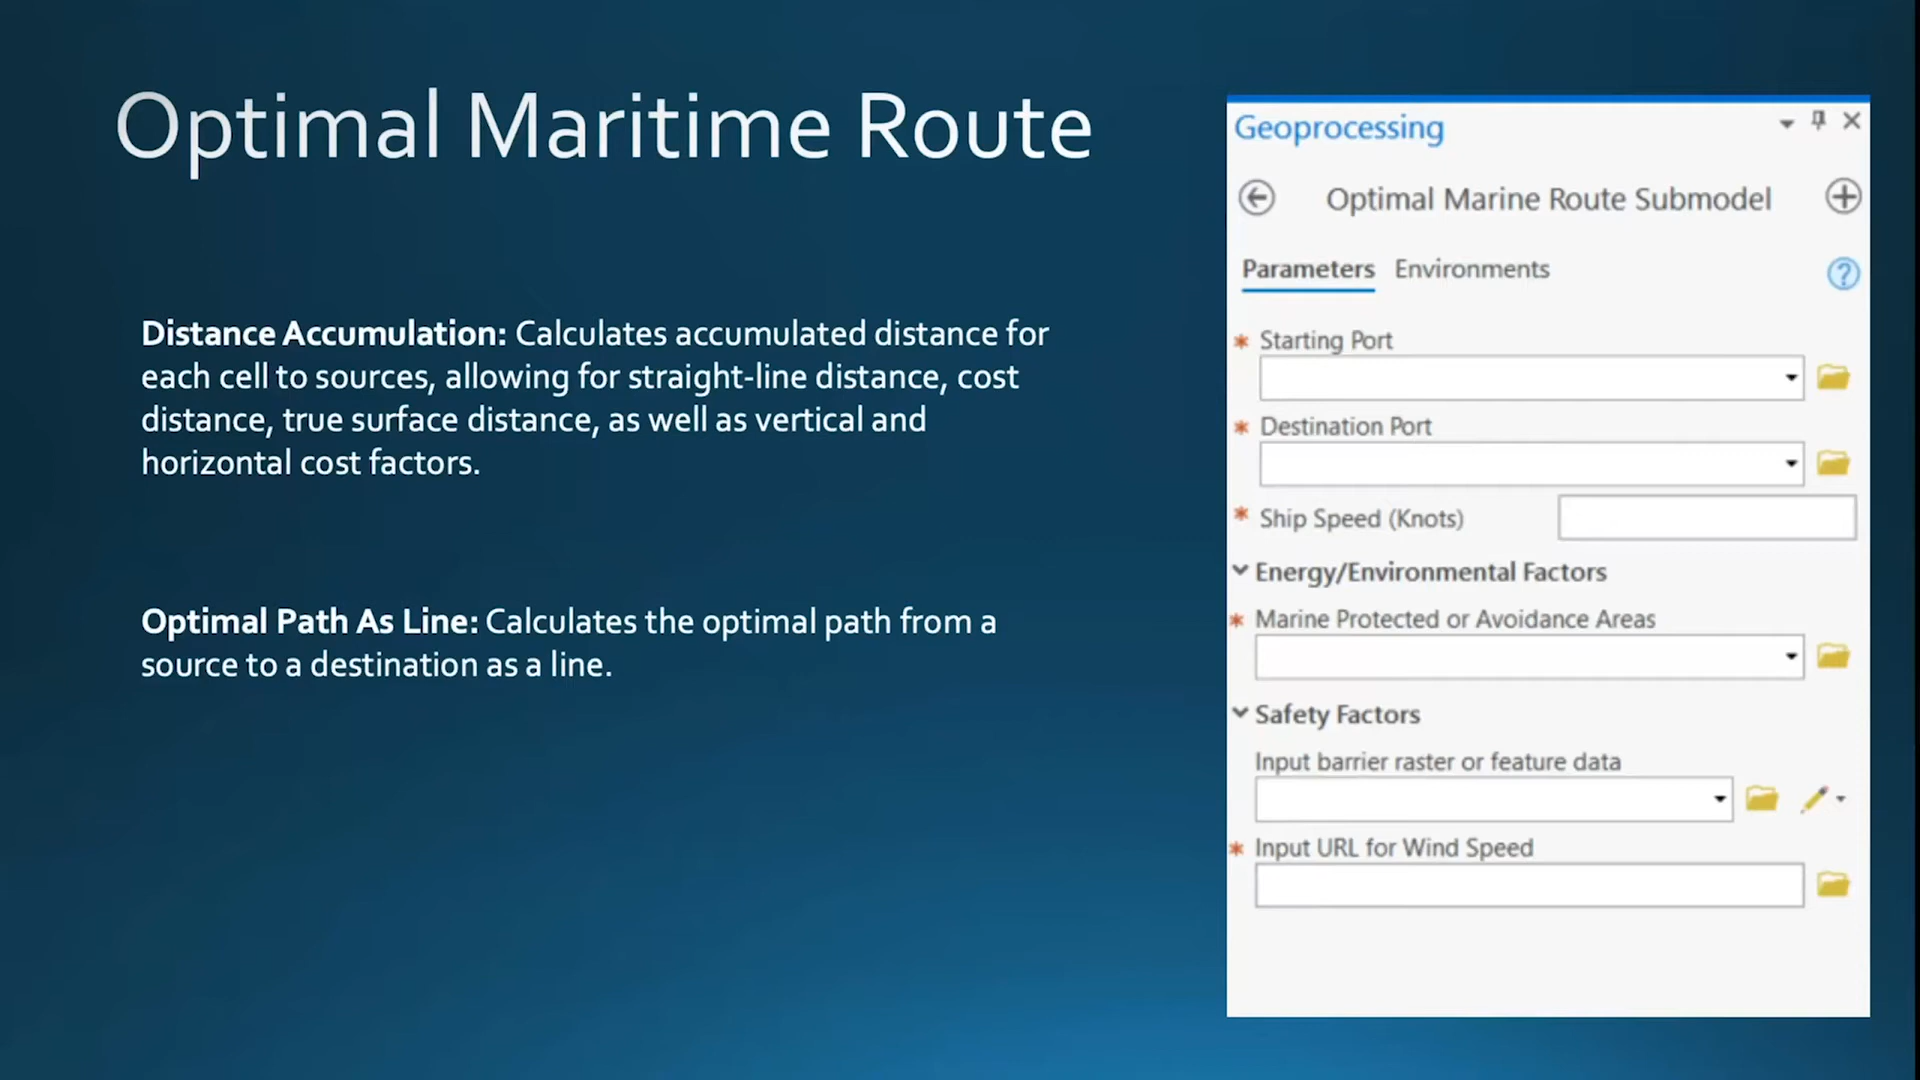 Optimal Maritime Route
Distance Accumulation: Calculates accumulated distance for
each cell to sources, allowing for straight-line distance, cost
distance, true surface distance, as well as vertical and
horizontal cost factors.
Optimal Path As Line: Calculates the optimal path from a
source to a destination as a line.
Geoprocessing
Optimal Marine Route Submodel
Parameters Environments
* Starting Port
* Destination Port
* Ship Speed (Knots)
Energy/Environmental Factors
* Marine Protected or Avoidance Areas
Safety Factors
Input barrier raster or feature data
* Input URL for Wind Speed